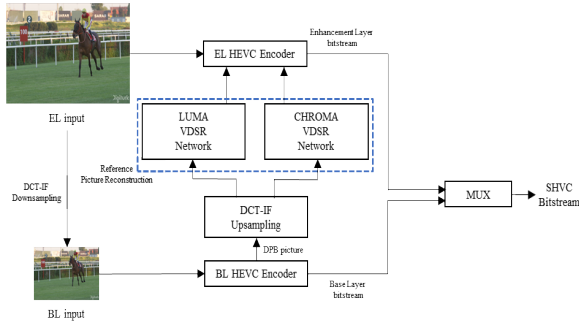 Enhancement Layer
bitstream
EL HEVC Encoder
EL input
LUMA
VDSR
Network
CHROMA
VDSR
Network
Reference
Picture Reconstruction
DCT-IF
Downsampling
DCT-IF
Upsampling
MUX
SHVC
Bitstream
DPB picture
BL HEVC Encoder
Base Layer
bitstream
BL input